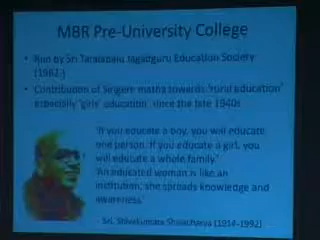 MBR Pre-University College
• Run by Sri Taralabalu Jagadguru Education Society
(1962-)
• Contribution of Sirigere matha towards 'rural education'
especially 'girls' education' since the late 1940s
'If you educate a boy, you will educate
one person. If you educate a girl, you
will educate a whole family.'
'An educated woman is like an
institution, she spreads knowledge and
awareness.'
Sri. Shivakumara Shivacharya (1914-1992)